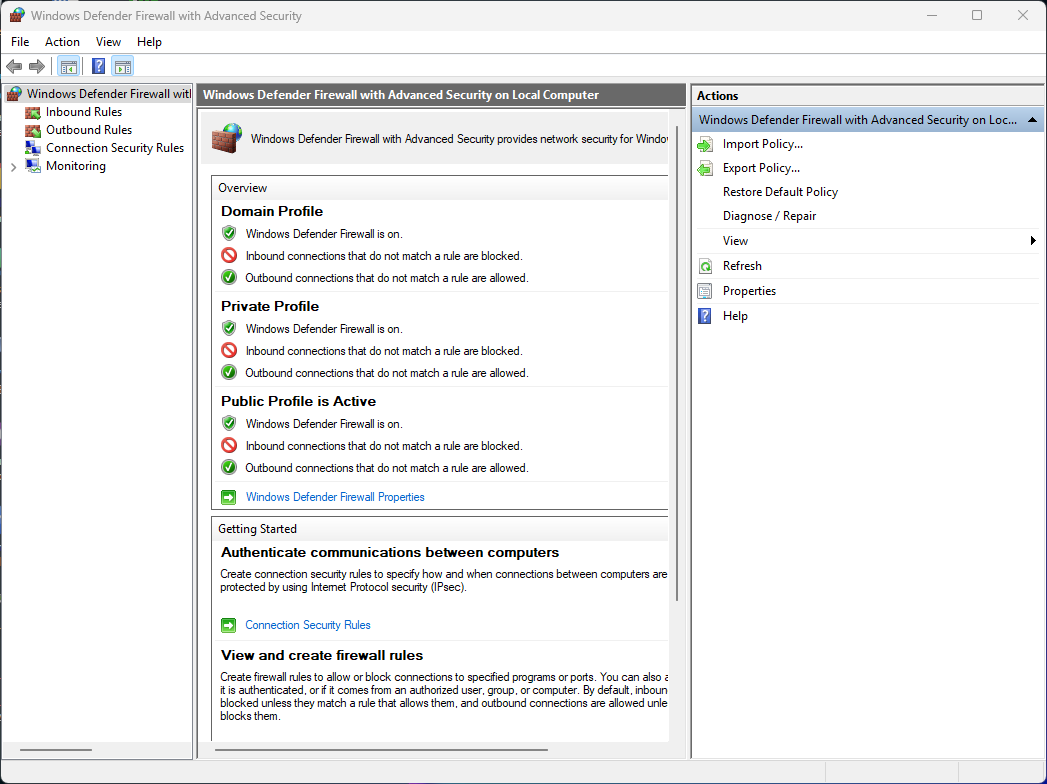 Windows Defender Firewall with Advanced Security
File Action View Help
Windows Defender Firewall wit
Inbound Rules
Outbound Rules
Connection Security Rules
Monitoring
Windows Defender Firewall with Advanced Security on Local Computer
Windows Defender Firewall with Advanced Security provides network security for Window
Overview
Domain Profile
Windows Defender Firewall is on.
Inbound connections that do not match a rule are blocked.
Outbound connections that do not match a rule are allowed.
Private Profile
Windows Defender Firewall is on.
Inbound connections that do not match a rule are blocked.
Outbound connections that do not match a rule are allowed.
Public Profile is Active
Windows Defender Firewall is on.
Inbound connections that do not match a rule are blocked.
Outbound connections that do not match a rule are allowed.
Windows Defender Firewall Properties
Getting Started
Authenticate communications between computers
Create connection security rules to specify how and when connections between computers are
protected by using Internet Protocol security (IPsec).
Connection Security Rules
View and create firewall rules
Create firewall rules to allow or block connections to specified programs or ports. You can also a
it is authenticated, or if it comes from an authorized user, group, or computer. By default, inboun
blocked unless they match a rule that allows them, and outbound connections are allowed unle
blocks them.
Actions
Windows Defender Firewall with Advanced Security on Loc...
Import Policy...
Export Policy...
Restore Default Policy
Diagnose / Repair
View
Refresh
Properties
Help